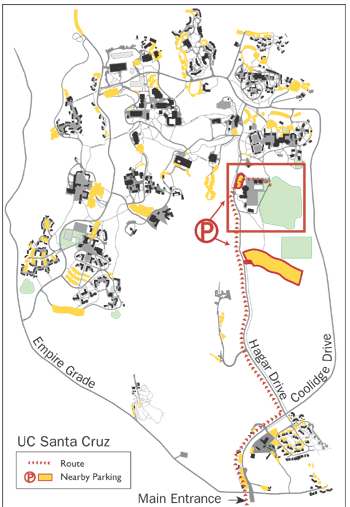 P
Empire Grade
Hagar Drive
Coolidge Drive
UC Santa Cruz
Route
P Nearby Parking
Main Entrance